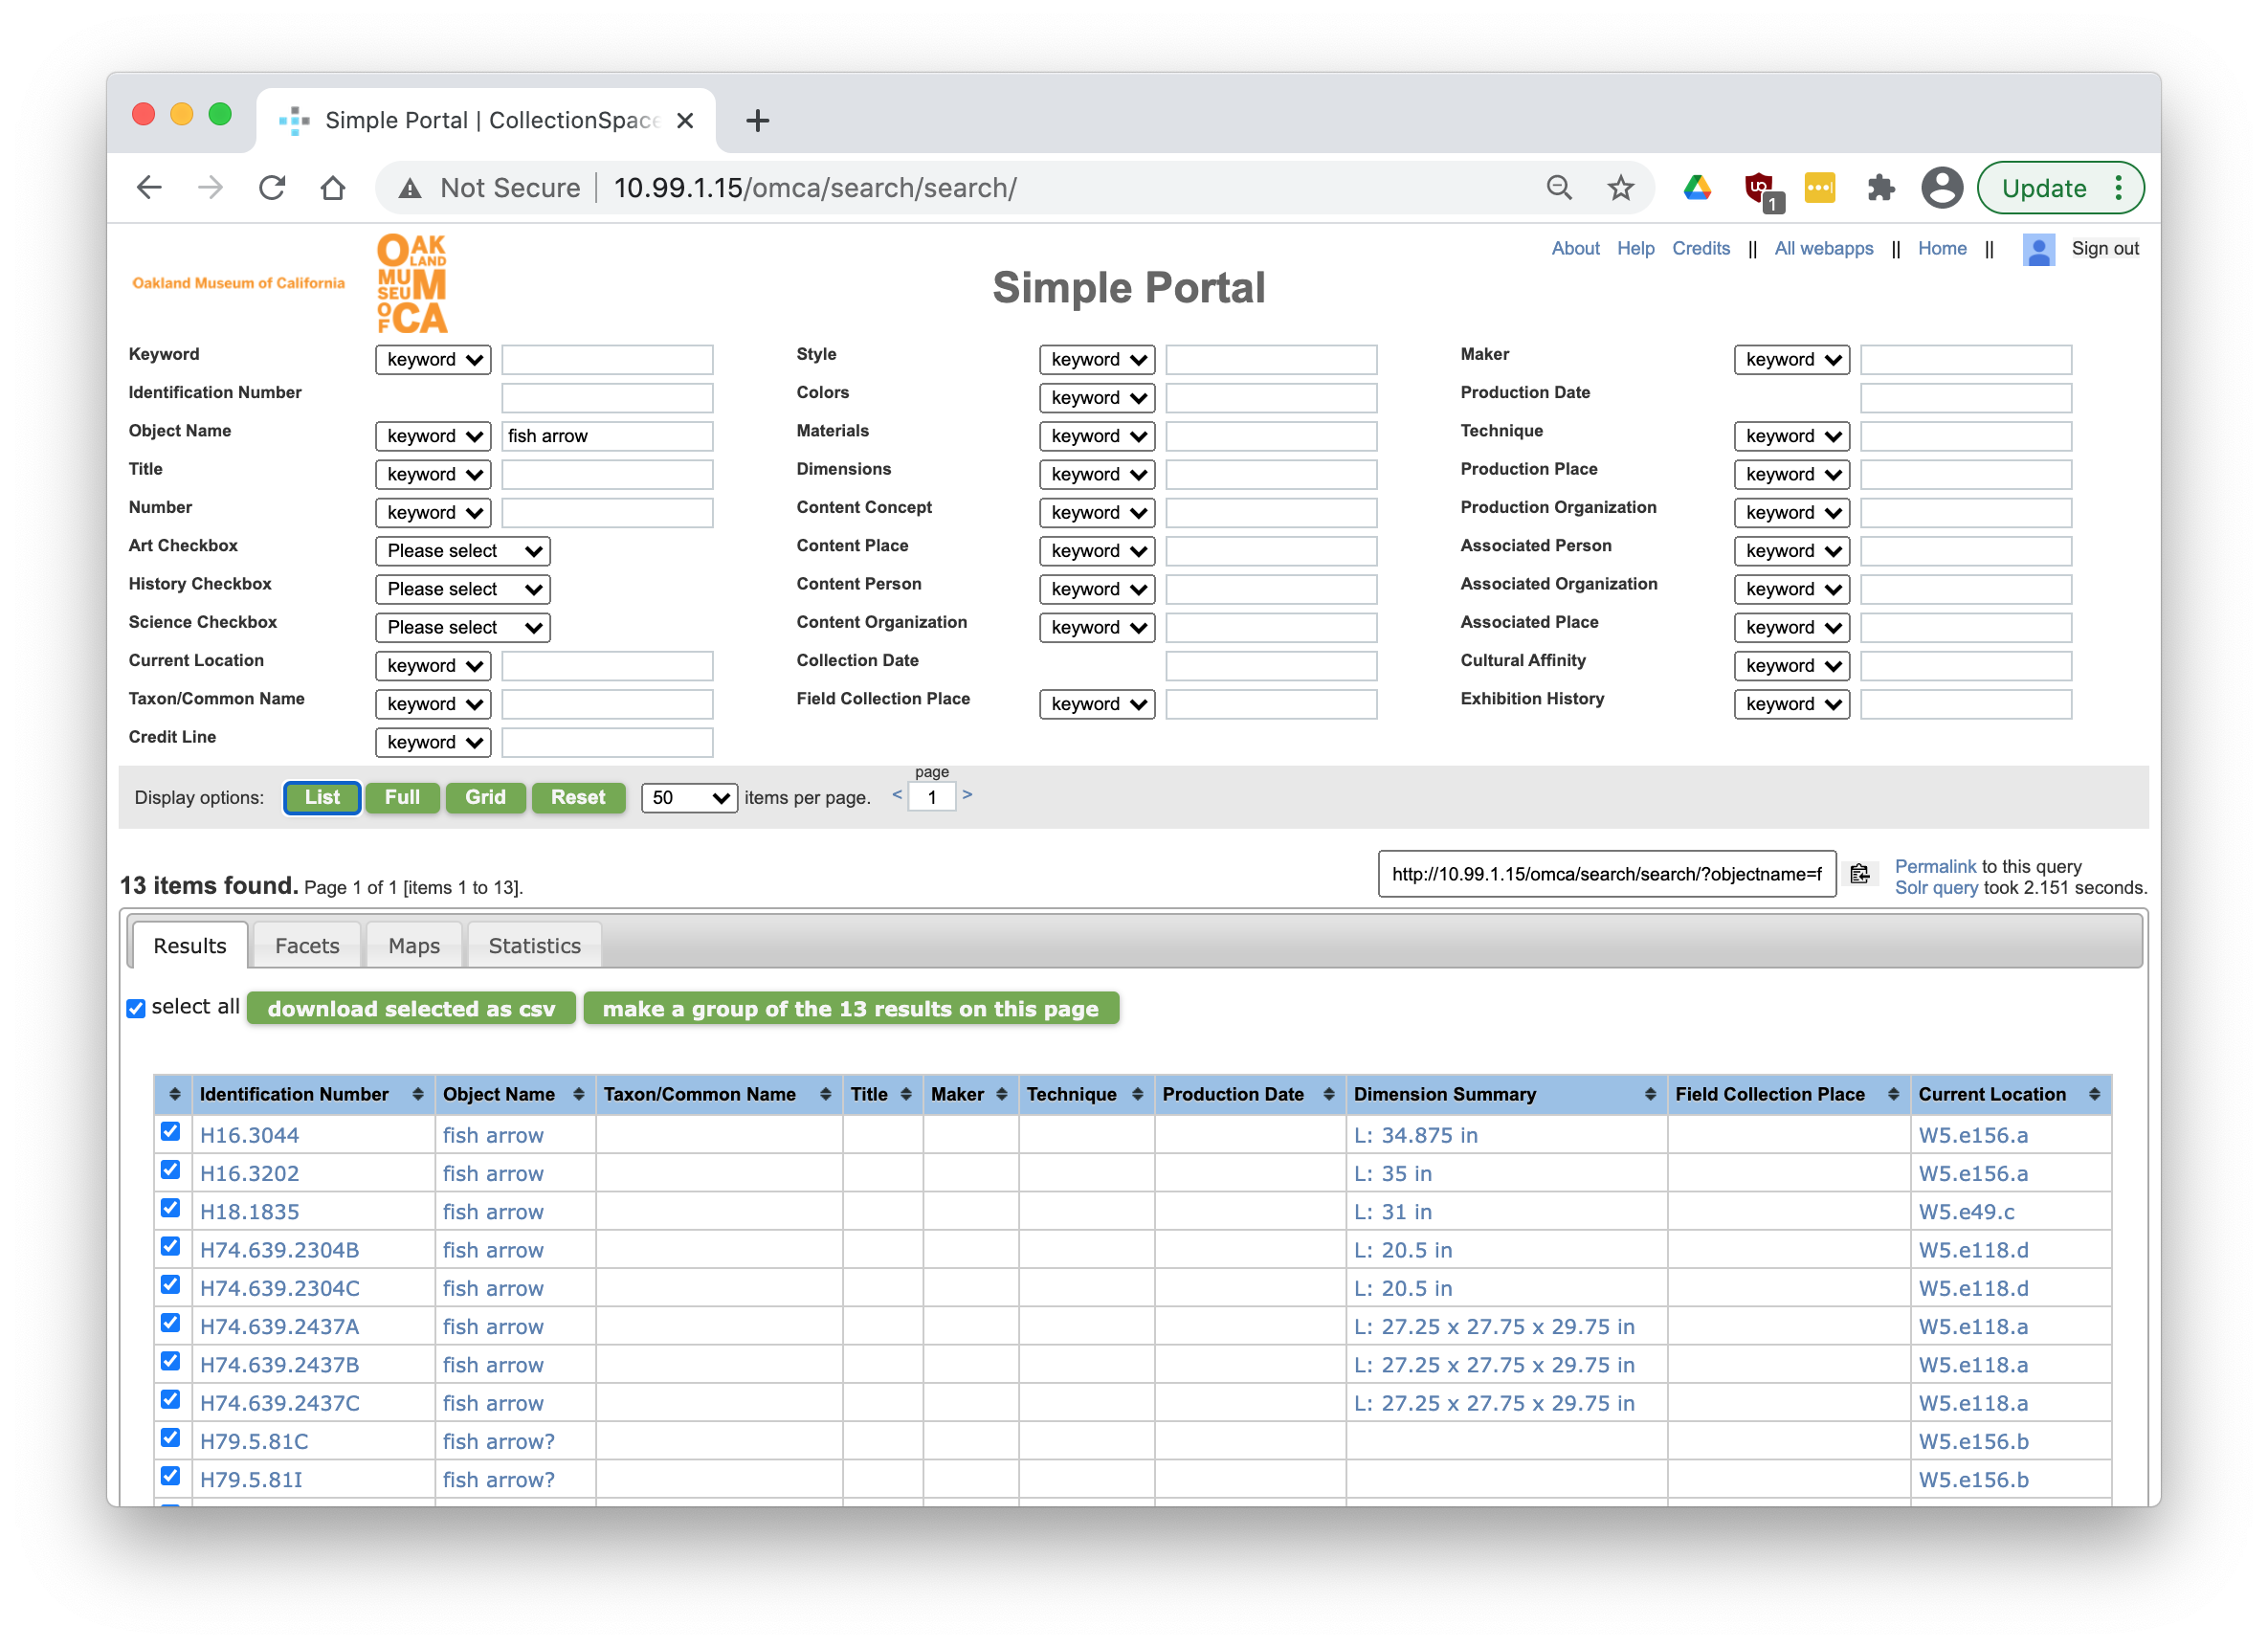 Simple Portal | CollectionSpace
Not Secure 10.99.1.15/omca/search/search/
1
Update
Oakland Museum of California
OAK
LAND
MUSEUM
OF CA
Simple Portal
About Help Credits || All webapps || Home || Sign out
Keyword keyword Style keyword Maker keyword
Identification Number Colors keyword Production Date
Object Name keyword fish arrow Materials keyword Technique keyword
Title keyword Dimensions keyword Production Place keyword
Number keyword Content Concept keyword Production Organization keyword
Art Checkbox Please select Content Place keyword Associated Person keyword
History Checkbox Please select Content Person keyword Associated Organization keyword
Science Checkbox Please select Content Organization keyword Associated Place keyword
Current Location keyword Collection Date Cultural Affinity keyword
Taxon/Common Name keyword Field Collection Place keyword Exhibition History keyword
Credit Line keyword
page
Display options: List Full Grid Reset 50 items per page. < 1 >
http://10.99.1.15/omca/search/search/?objectname=f Permalink to this query
13 items found. Page 1 of 1 [items 1 to 13]. Solr query took 2.151 seconds.
Results Facets Maps Statistics
select all download selected as csv make a group of the 13 results on this page
Identification Number Object Name Taxon/Common Name Title Maker Technique Production Date Dimension Summary Field Collection Place Current Location
H16.3044 fish arrow L: 34.875 in W5.e156.a
H16.3202 fish arrow L: 35 in W5.e156.a
H18.1835 fish arrow L: 31 in W5.e49.c
H74.639.2304B fish arrow L: 20.5 in W5.e118.d
H74.639.2304C fish arrow L: 20.5 in W5.e118.d
H74.639.2437A fish arrow L: 27.25 x 27.75 x 29.75 in W5.e118.a
H74.639.2437B fish arrow L: 27.25 x 27.75 x 29.75 in W5.e118.a
H74.639.2437C fish arrow L: 27.25 x 27.75 x 29.75 in W5.e118.a
H79.5.81C fish arrow? W5.e156.b
H79.5.81I fish arrow? W5.e156.b